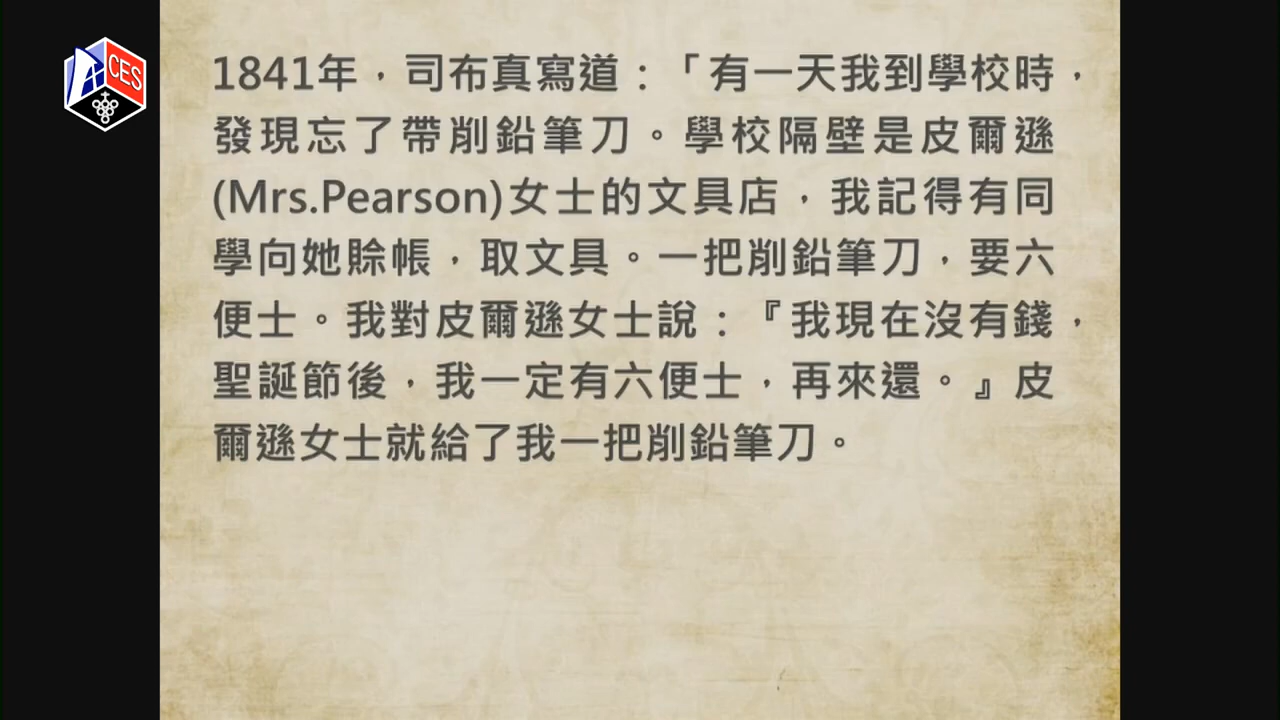 CES
1841年，司布真寫道：「有一天我到學校時，
發現忘了帶削鉛筆刀。學校隔壁是皮爾遜
(Mrs.Pearson)女士的文具店，我記得有同
學向她賒帳，取文具。一把削鉛筆刀，要六
便士。我對皮爾遜女士說：『我現在沒有錢，
聖誕節後，我一定有六便士，再來還。』皮
爾遜女士就給了我一把削鉛筆刀。